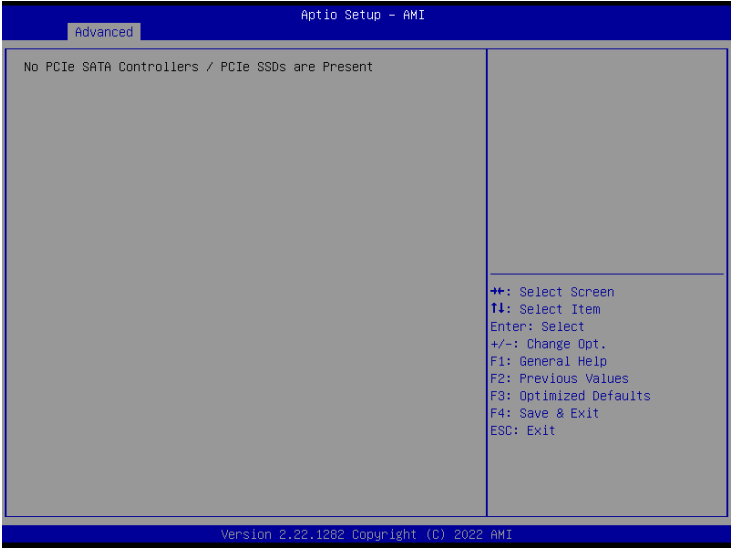 Aptio Setup – AMI
Advanced
No PCIe SATA Controllers / PCIe SSDs are Present
→←: Select Screen
↑↓: Select Item
Enter: Select
+/-: Change Opt.
F1: General Help
F2: Previous Values
F3: Optimized Defaults
F4: Save & Exit
ESC: Exit
Version 2.22.1282 Copyright (C) 2022 AMI